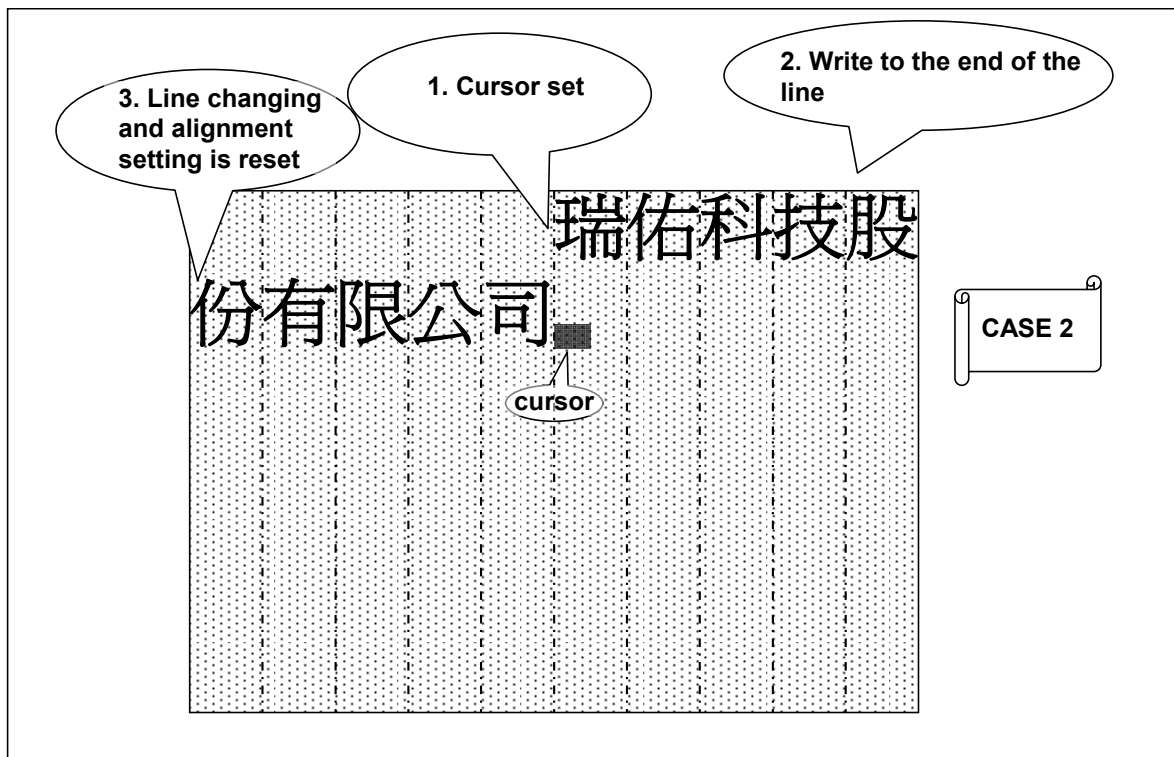 3. Line changing
and alignment
setting is reset
1. Cursor set
2. Write to the end of the
line
瑞佑科技股
份有限公司
cursor
CASE 2